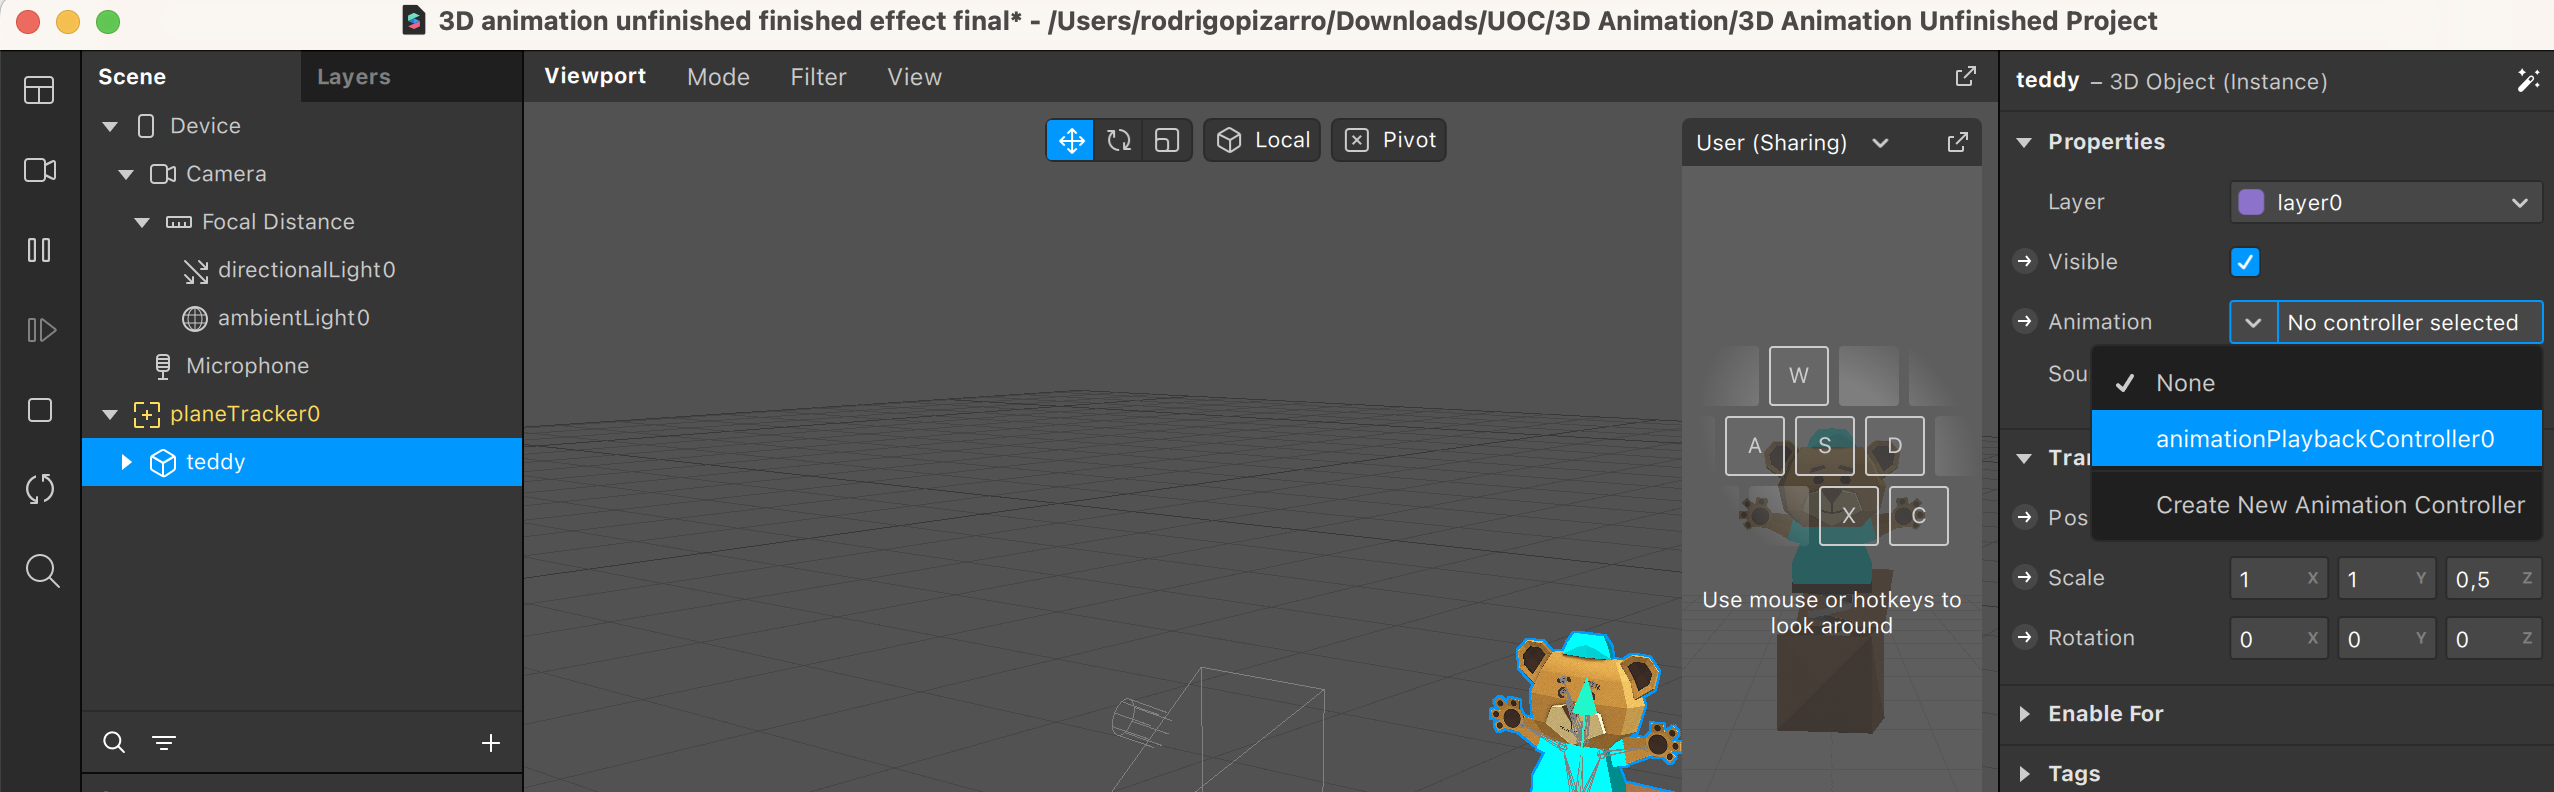 3D animation unfinished finished effect final* - /Users/rodrigopizarro/Downloads/UOC/3D Animation/3D Animation Unfinished Project
Scene
Layers
Device
Camera
Focal Distance
directionalLight0
ambientLight0
Microphone
planeTracker0
teddy
Viewport
Mode
Filter
View
Local
Pivot
User (Sharing)
W
A
S
D
X
C
Use mouse or hotkeys to
look around
teddy – 3D Object (Instance)
Properties
Layer
layer0
Visible
Animation
No controller selected
Sou
None
animationPlaybackController0
Create New Animation Controller
Tra
Pos
Scale
1 X
1 Y
0,5 Z
Rotation
0 X
0 Y
0 Z
Enable For
Tags